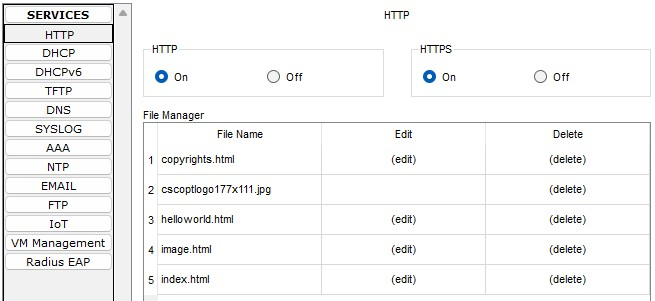 SERVICES
HTTP
DHCP
DHCPv6
TFTP
DNS
SYSLOG
AAA
NTP
EMAIL
FTP
IoT
VM Management
Radius EAP
HTTP
HTTP
On Off
HTTPS
On Off
File Manager
File Name Edit Delete
1 copyrights.html (edit) (delete)
2 cscoptlogo177x111.jpg (delete)
3 helloworld.html (edit) (delete)
4 image.html (edit) (delete)
5 index.html (edit) (delete)